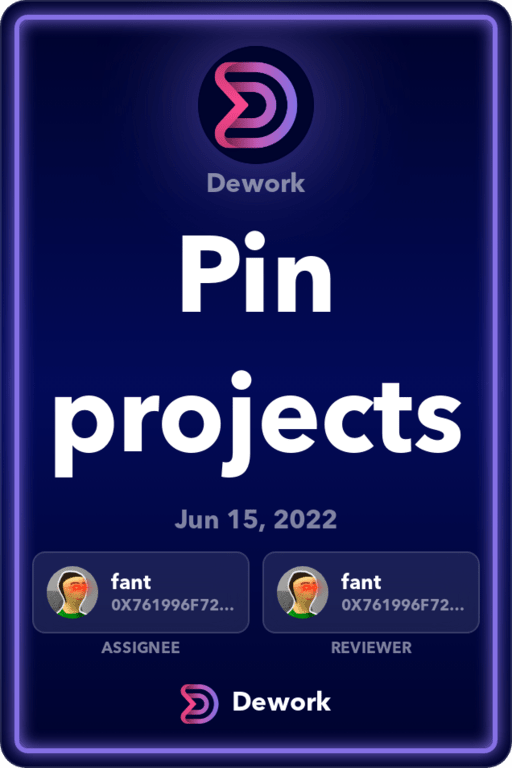 Dework
Pin
projects
Jun 15, 2022
fant
0X761996F72...
fant
0X761996F72...
ASSIGNEE
REVIEWER
Dework